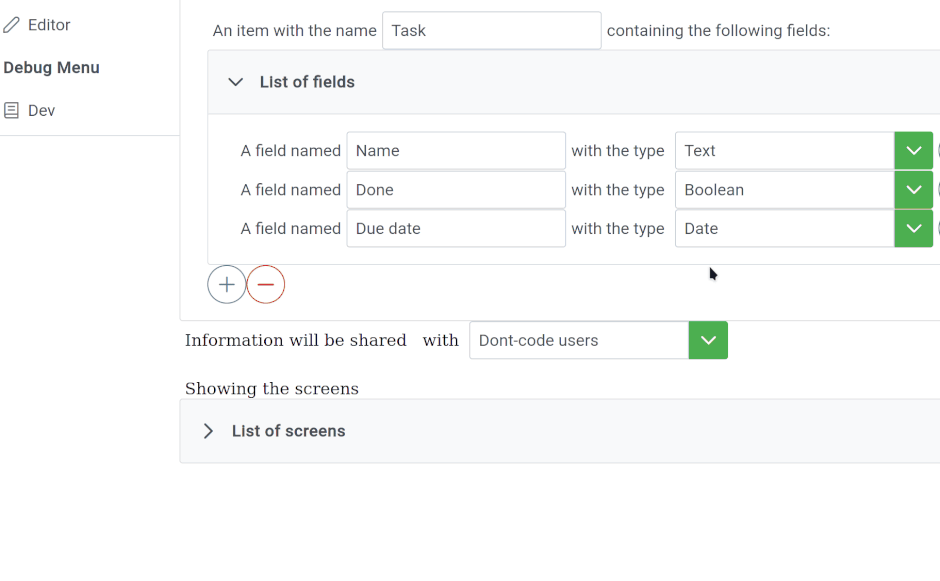 Editor
Debug Menu
Dev
An item with the name Task containing the following fields:
List of fields
A field named Name with the type Text
A field named Done with the type Boolean
A field named Due date with the type Date
Information will be shared with Dont-code users
Showing the screens
List of screens